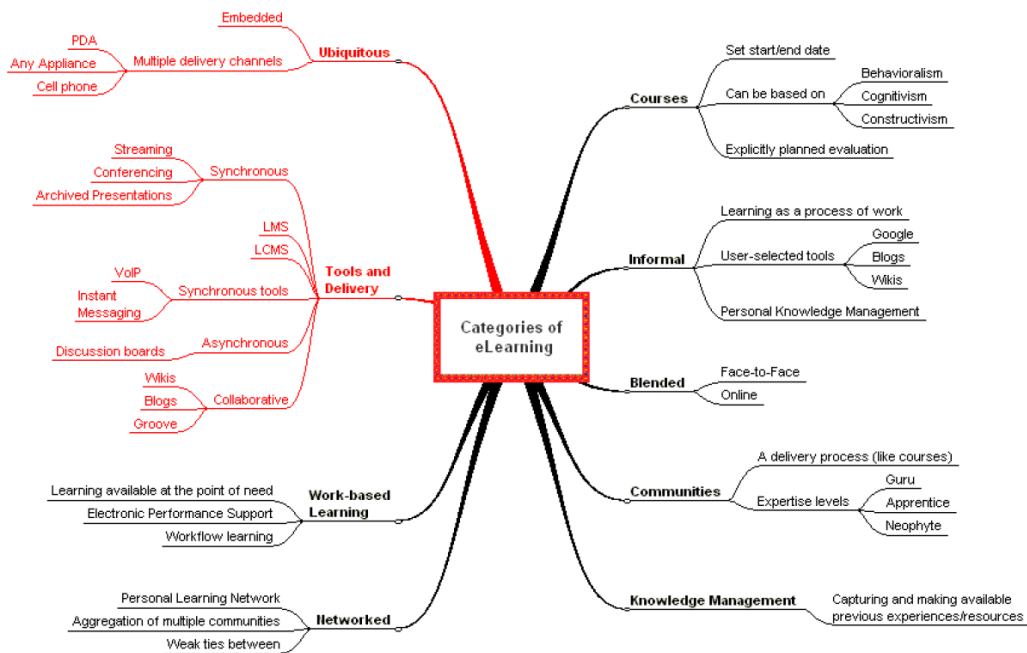 Categories of
eLearning
Ubiquitous
Embedded
Multiple delivery channels
PDA
Any Appliance
Cell phone
Tools and
Delivery
Synchronous
Streaming
Conferencing
Archived Presentations
LMS
LCMS
Synchronous tools
VoIP
Instant
Messaging
Asynchronous
Discussion boards
Collaborative
Wikis
Blogs
Groove
Work-based
Learning
Learning available at the point of need
Electronic Performance Support
Workflow learning
Networked
Personal Learning Network
Aggregation of multiple communities
Weak ties between
Courses
Set start/end date
Can be based on
Behavioralism
Cognitivism
Constructivism
Explicitly planned evaluation
Informal
Learning as a process of work
User-selected tools
Google
Blogs
Wikis
Personal Knowledge Management
Blended
Face-to-Face
Online
Communities
A delivery process (like courses)
Expertise levels
Guru
Apprentice
Neophyte
Knowledge Management
Capturing and making available
previous experiences/resources